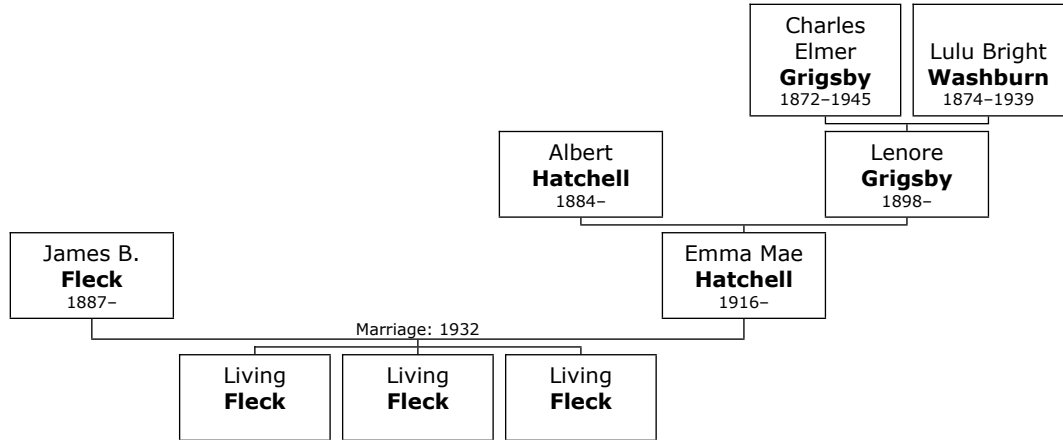 Charles
Elmer
Grigsby
1872–1945
Lulu Bright
Washburn
1874–1939
Albert
Hatchell
1884–
Lenore
Grigsby
1898–
James B.
Fleck
1887–
Emma Mae
Hatchell
1916–
Marriage: 1932
Living
Fleck
Living
Fleck
Living
Fleck